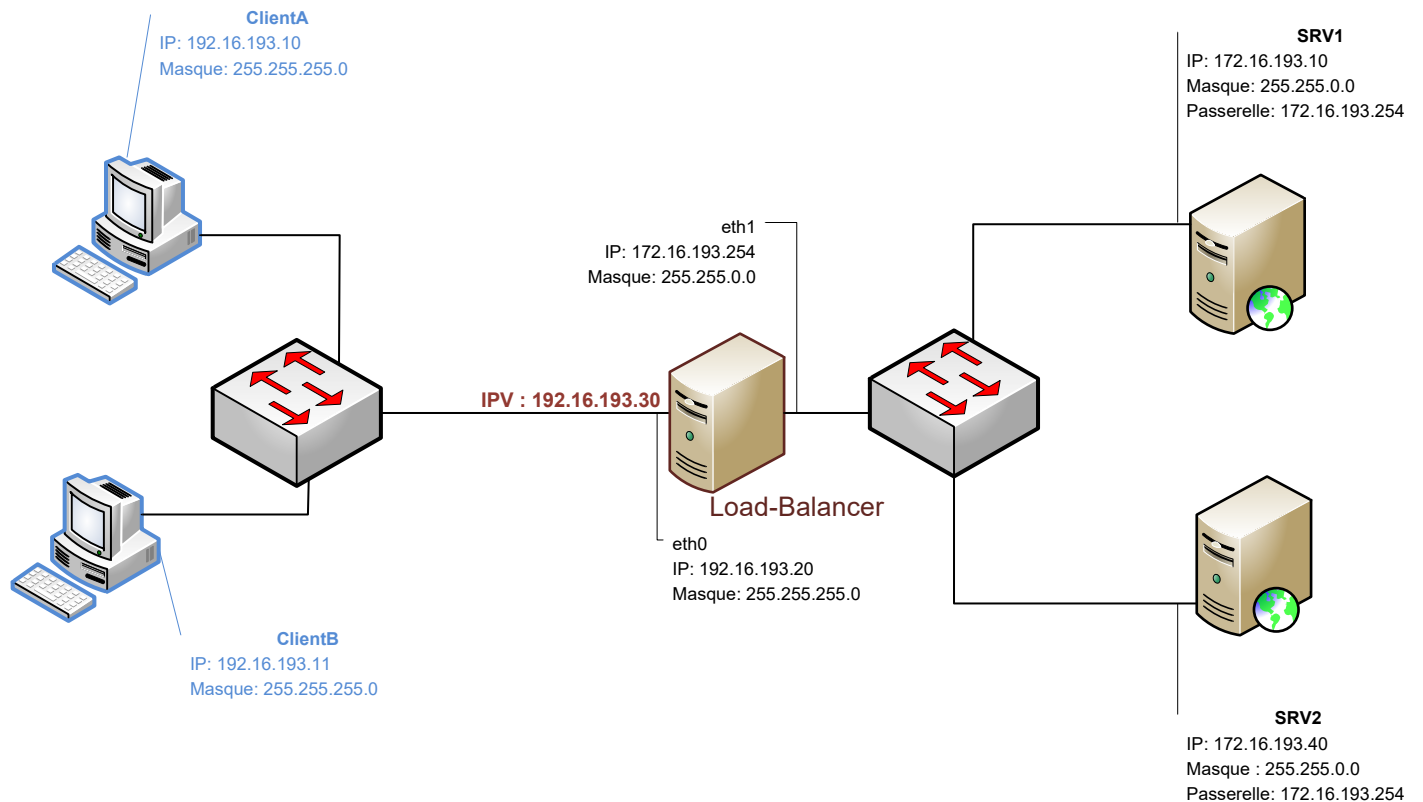 ClientA
IP: 192.16.193.10
Masque: 255.255.255.0
SRV1
IP: 172.16.193.10
Masque: 255.255.0.0
Passerelle: 172.16.193.254
eth1
IP: 172.16.193.254
Masque: 255.255.0.0
IPV : 192.16.193.30
Load-Balancer
eth0
IP: 192.16.193.20
Masque: 255.255.255.0
ClientB
IP: 192.16.193.11
Masque: 255.255.255.0
SRV2
IP: 172.16.193.40
Masque : 255.255.0.0
Passerelle: 172.16.193.254